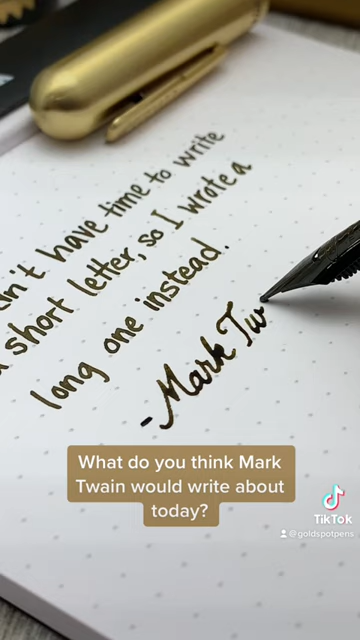 n't have time to write
a short letter, so I wrote a
long one instead.
-Mark Tw
What do you think Mark
Twain would write about
today?
TikTok
@goldspotpens